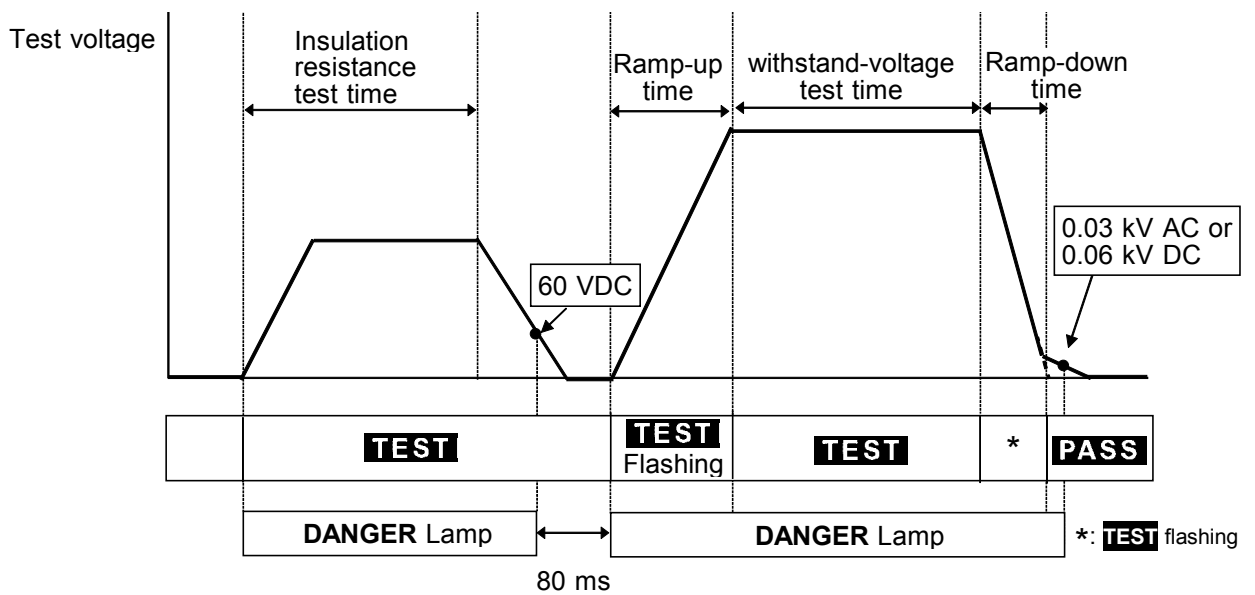 Test voltage
Insulation
resistance
test time
Ramp-up
time
withstand-voltage
test time
Ramp-down
time
60 VDC
0.03 kV AC or
0.06 kV DC
TEST
TEST
Flashing
TEST
*
PASS
DANGER Lamp
DANGER Lamp
*: TEST flashing
80 ms